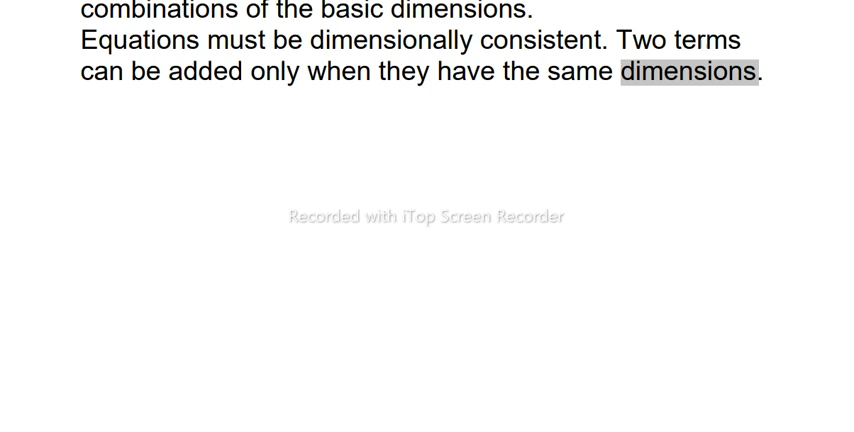 combinations of the basic dimensions.
Equations must be dimensionally consistent. Two terms
can be added only when they have the same dimensions.
Recorded with iTop Screen Recorder